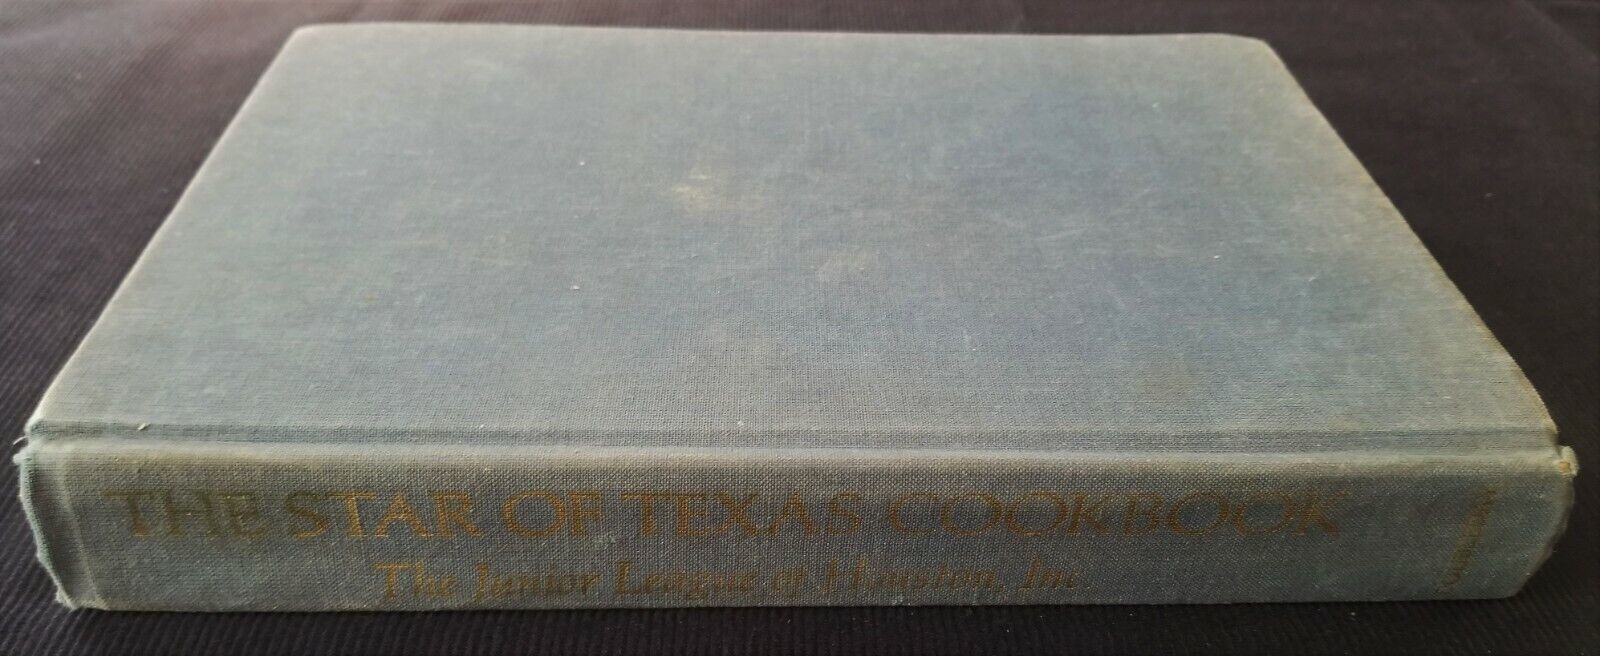 THE STAR OF TEXAS COOKBOOK
The Junior League of Houston, Inc.